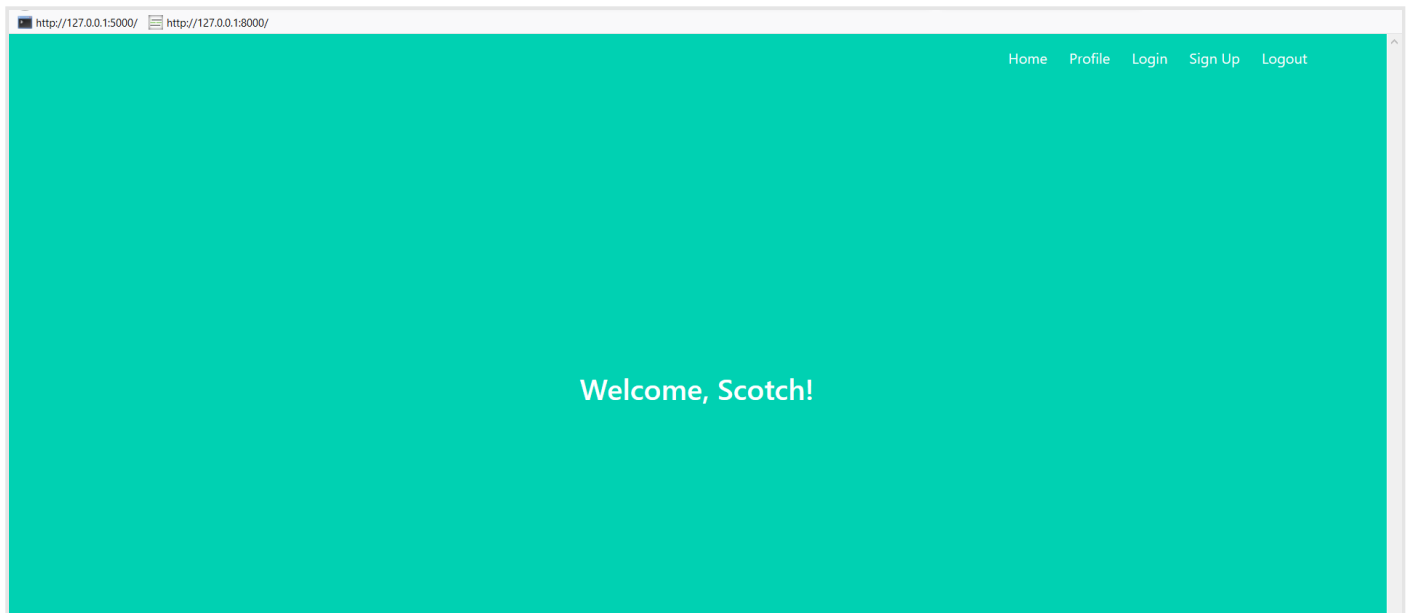 http://127.0.0.1:5000/ http://127.0.0.1:8000/
Home Profile Login Sign Up Logout
Welcome, Scotch!